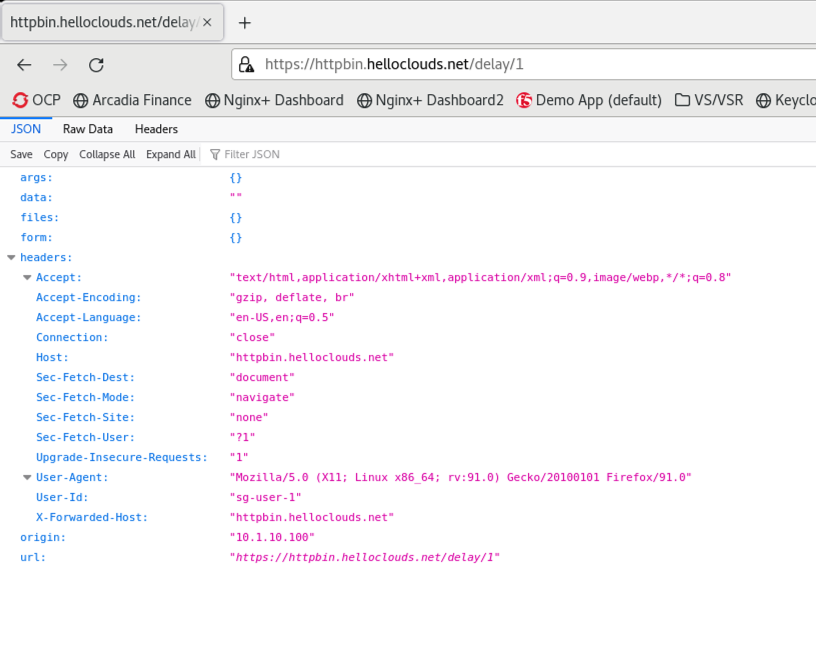 httpbin.helloclouds.net/delay/
https://httpbin.helloclouds.net/delay/1
OCP Arcadia Finance Nginx+ Dashboard Nginx+ Dashboard2 Demo App (default) VS/VSR Keyclo
JSON Raw Data Headers
Save Copy Collapse All Expand All Filter JSON
args: {}
data: ""
files: {}
form: {}
headers:
Accept: "text/html,application/xhtml+xml,application/xml;q=0.9,image/webp,*/*;q=0.8"
Accept-Encoding: "gzip, deflate, br"
Accept-Language: "en-US,en;q=0.5"
Connection: "close"
Host: "httpbin.helloclouds.net"
Sec-Fetch-Dest: "document"
Sec-Fetch-Mode: "navigate"
Sec-Fetch-Site: "none"
Sec-Fetch-User: "?1"
Upgrade-Insecure-Requests: "1"
User-Agent: "Mozilla/5.0 (X11; Linux x86_64; rv:91.0) Gecko/20100101 Firefox/91.0"
User-Id: "sg-user-1"
X-Forwarded-Host: "httpbin.helloclouds.net"
origin: "10.1.10.100"
url: "https://httpbin.helloclouds.net/delay/1"